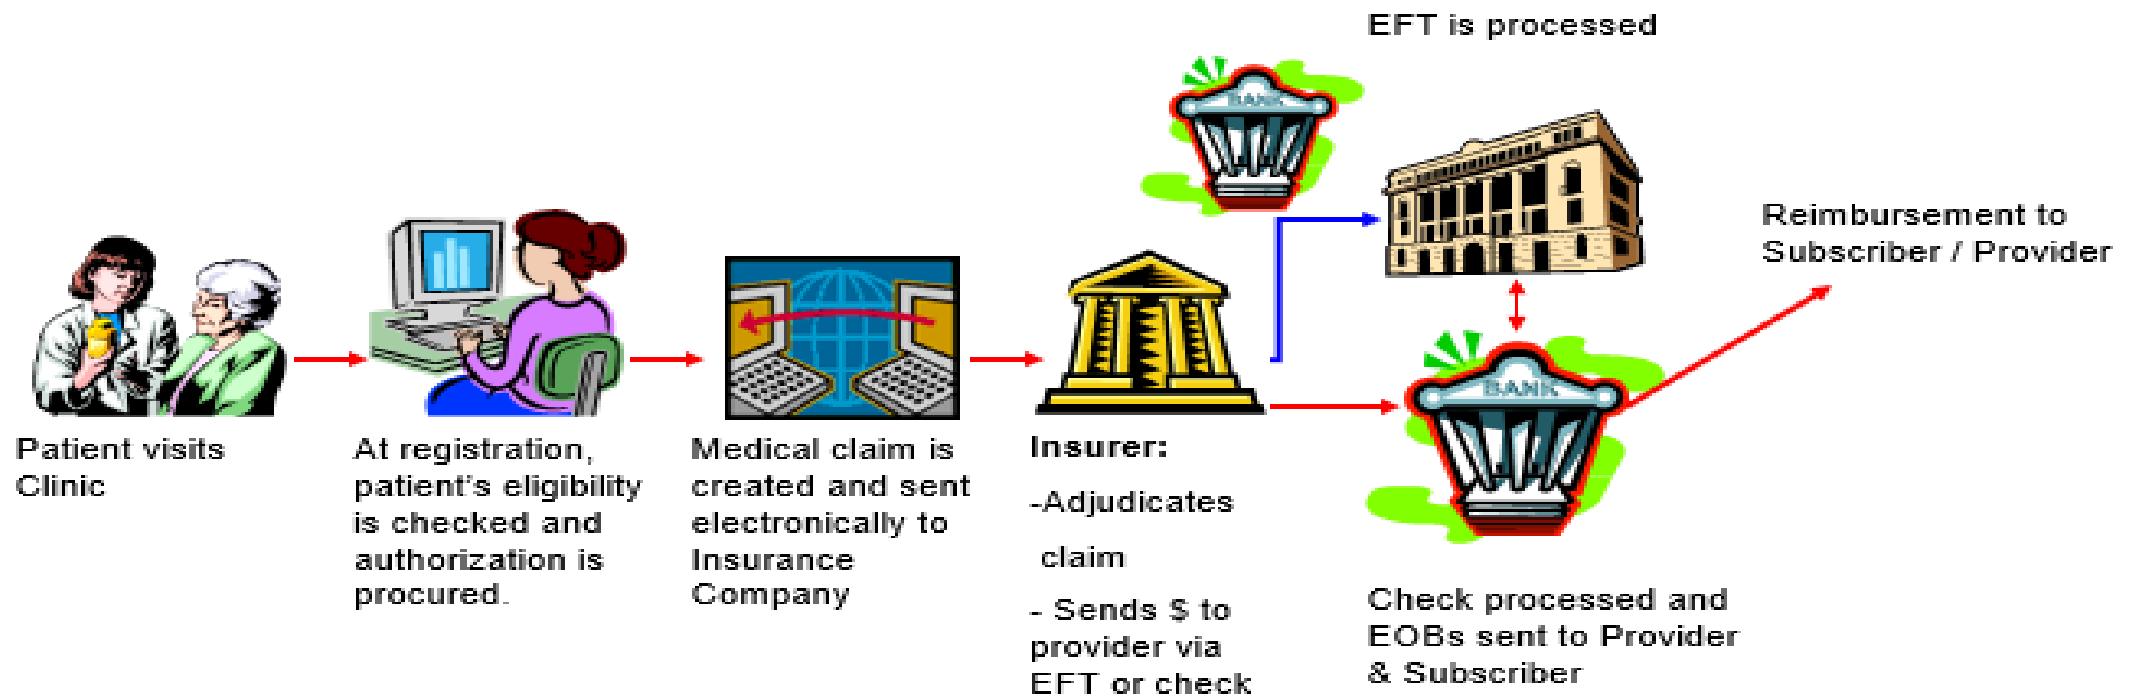 EFT is processed
BANK
Reimbursement to
Subscriber / Provider
BANK
Patient visits
Clinic
At registration,
patient's eligibility
is checked and
authorization is
procured.
Medical claim is
created and sent
electronically to
Insurance
Company
Insurer:
-Adjudicates
claim
- Sends $ to
provider via
EFT or check
Check processed and
EOBs sent to Provider
& Subscriber